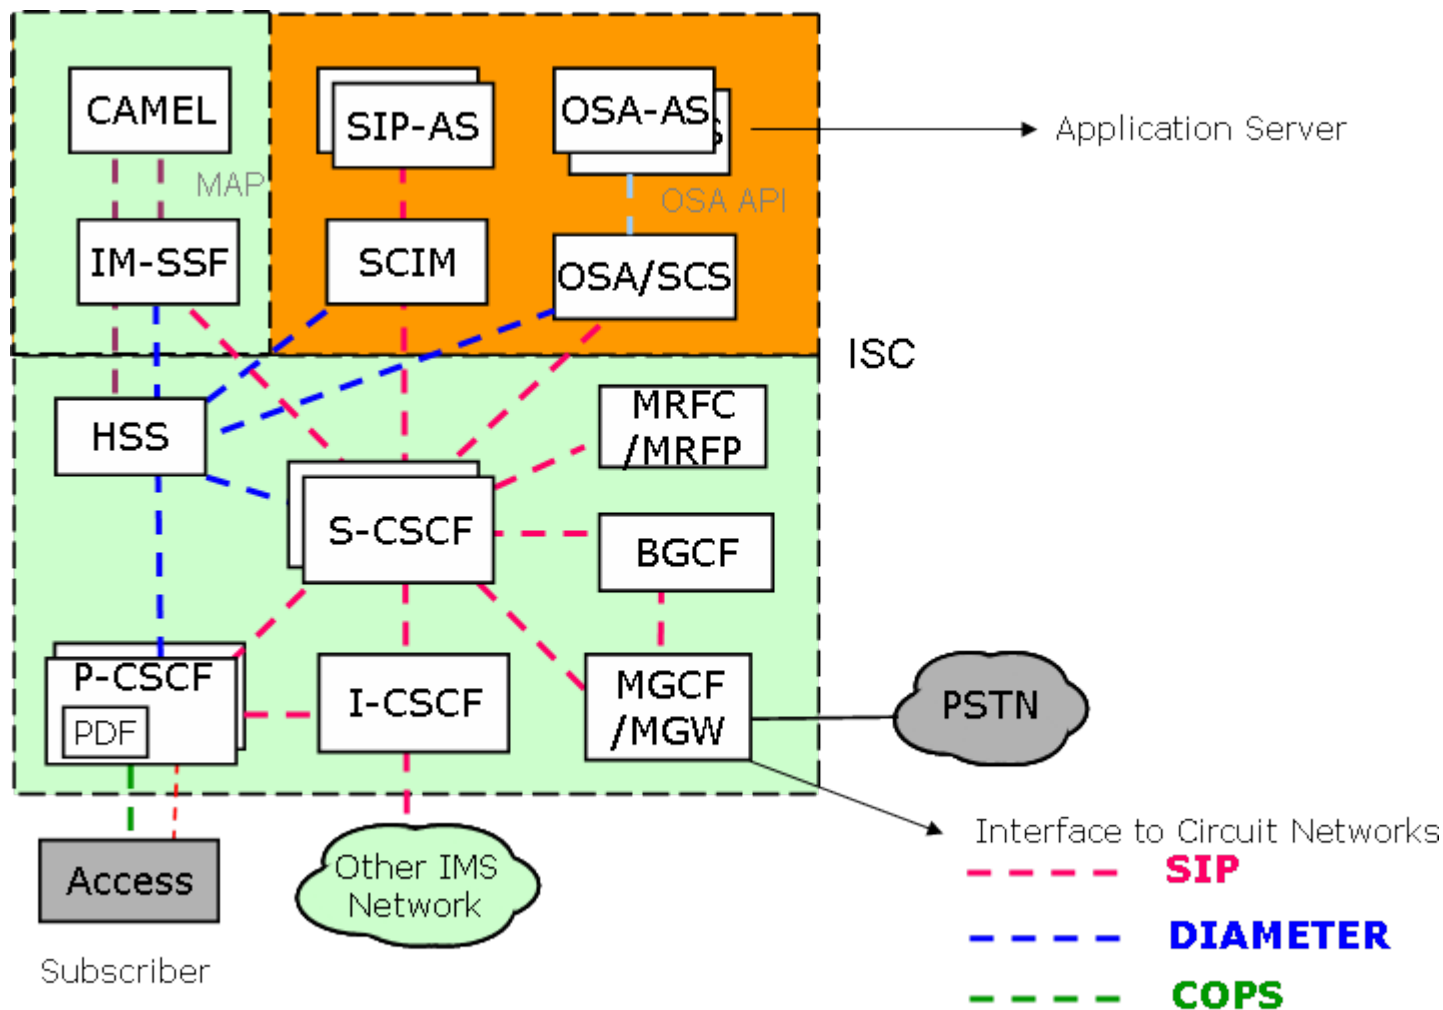 CAMEL
SIP-AS
OSA-AS
S
Application Server
MAP
OSA API
IM-SSF
SCIM
OSA/SCS
ISC
HSS
MRFC
/MRFP
S-CSCF
BGCF
P-CSCF
PDF
I-CSCF
MGCF
/MGW
PSTN
Interface to Circuit Networks
Access
Other IMS
Network
SIP
Subscriber
DIAMETER
COPS